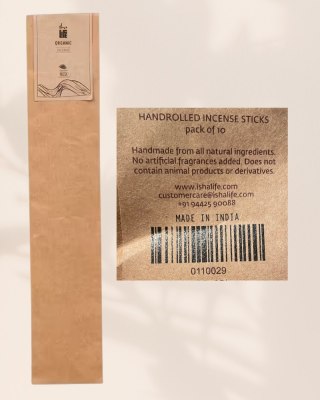 ORGANIC
HANDROLLED INCENSE STICKS
pack of 10
Handmade from all natural ingredients.
No artificial fragrances added. Does not
contain animal products or derivatives.
www.ishalife.com
customercare@ishalife.com
+91 94425 90088
MADE IN INDIA
0110029